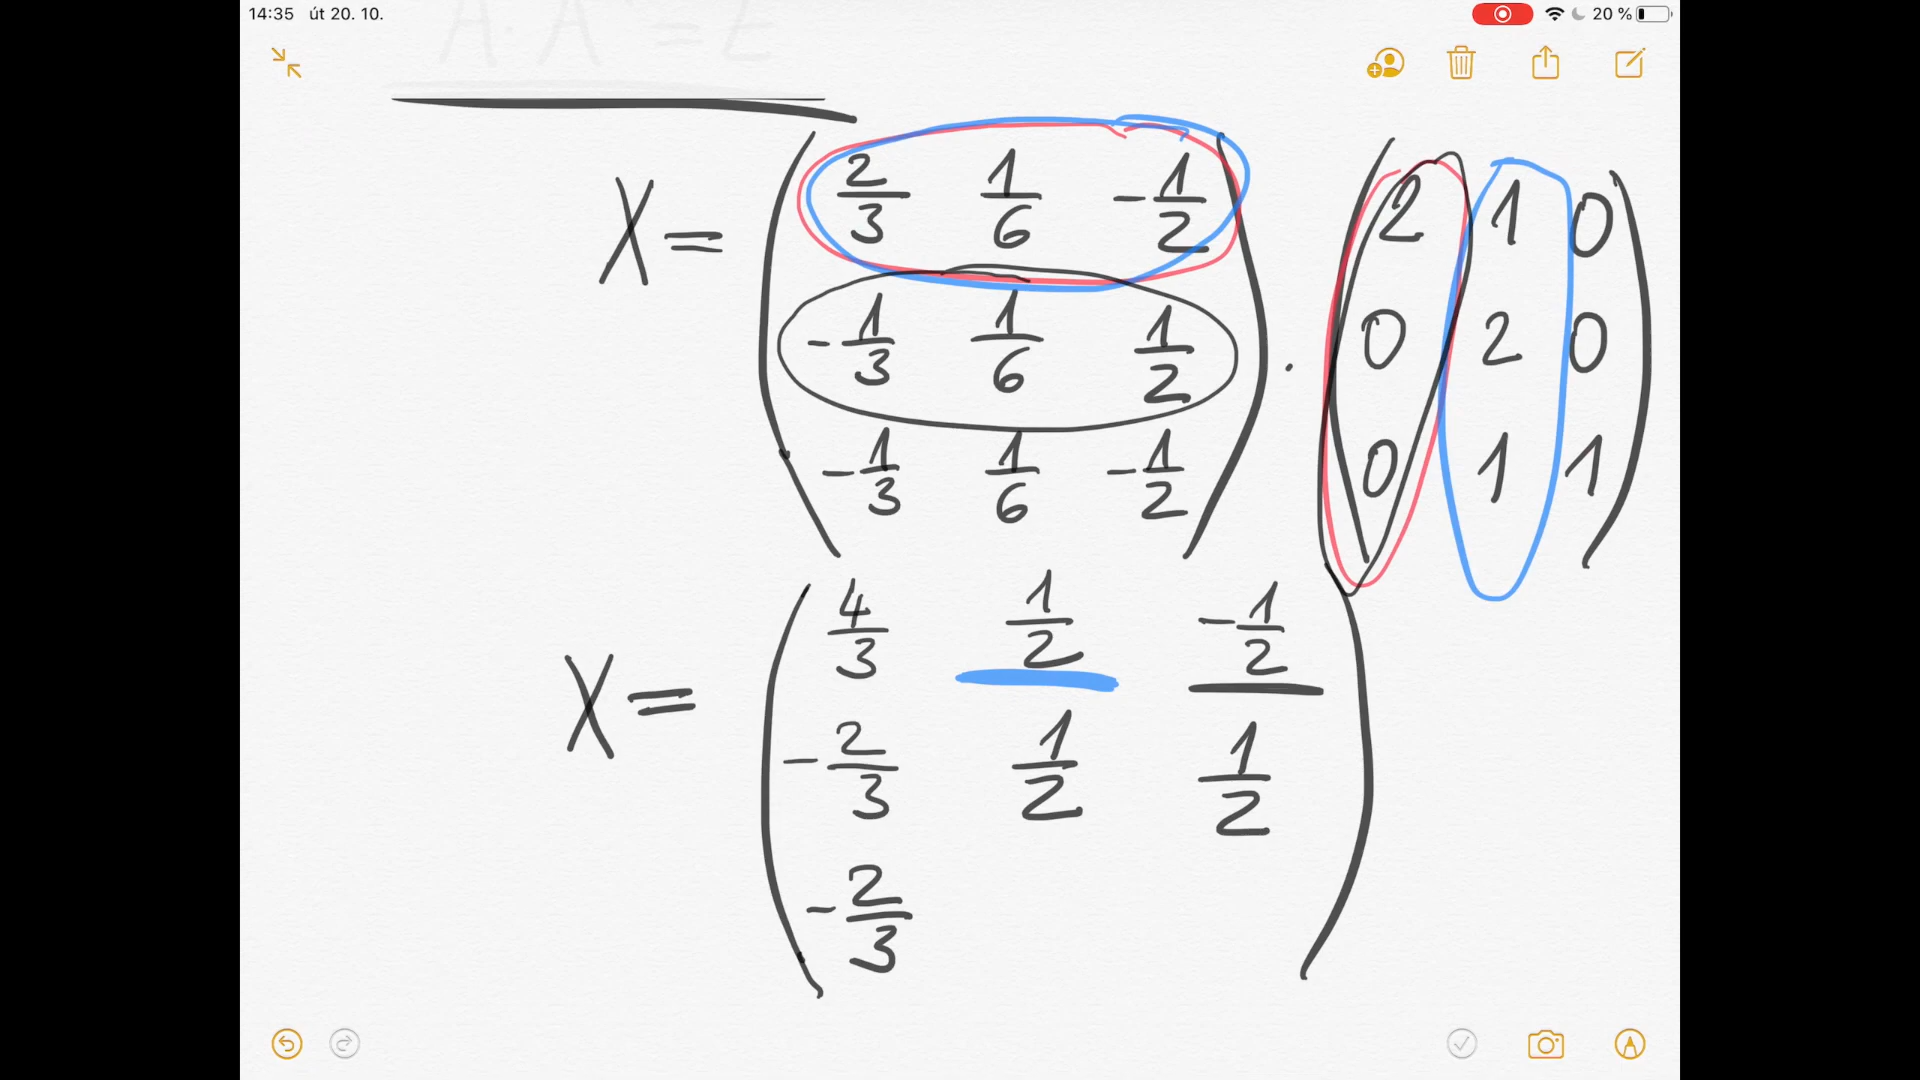 14:35 út 20. 10. 20 %
A · A = E
X = ( 2/3 1/6 -1/2 ) ( 2 1 0 )
( -1/3 1/6 1/2 ) · ( 0 2 0 )
( -1/3 1/6 -1/2 ) ( 0 1 1 )
X = ( 4/3 1/2 -1/2 )
( -2/3 1/2 1/2 )
( -2/3 )